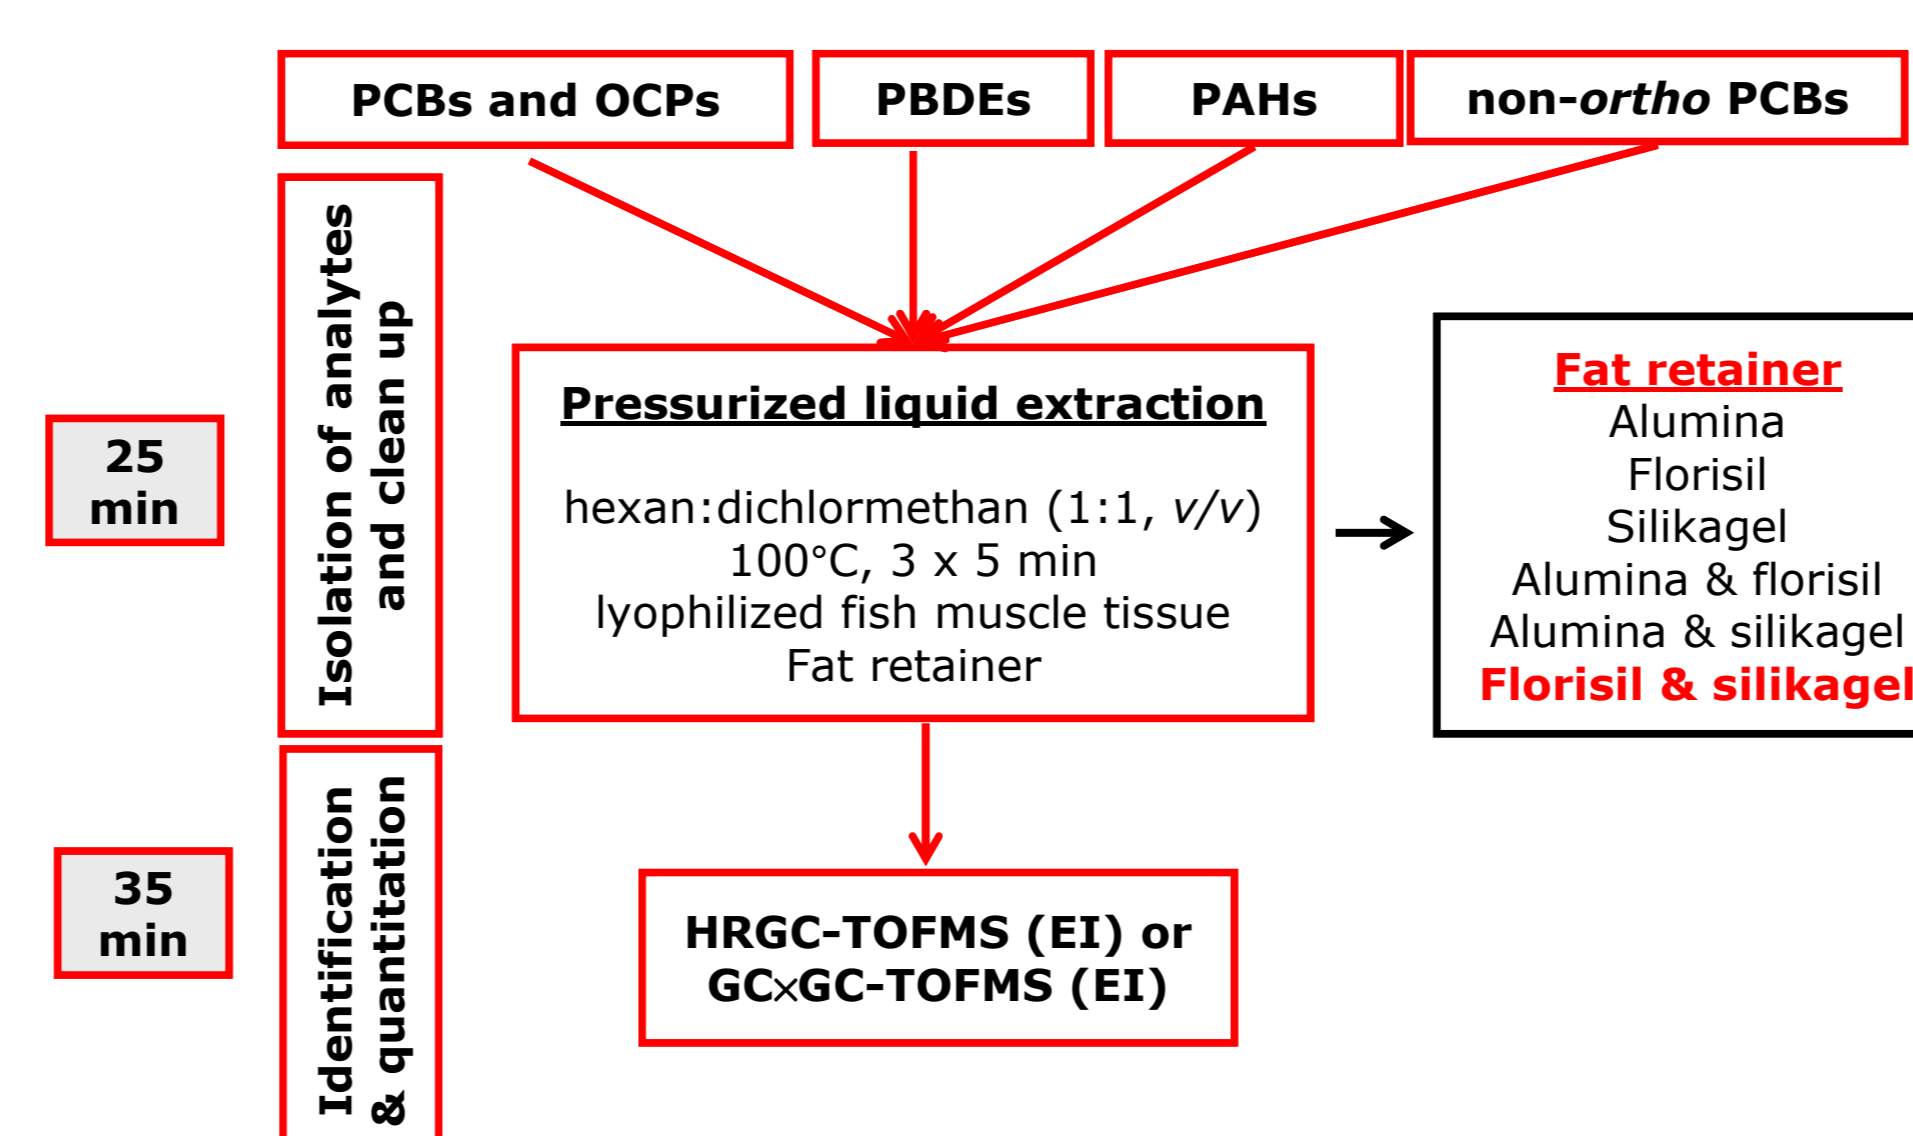 PCBs and OCPs
PBDEs
PAHs
non-ortho PCBs
Isolation of analytes
and clean up
25
min
Pressurized liquid extraction
hexan:dichlormethan (1:1, v/v)
100°C, 3 x 5 min
lyophilized fish muscle tissue
Fat retainer
Fat retainer
Alumina
Florisil
Silikagel
Alumina & florisil
Alumina & silikagel
Florisil & silikagel
Identification
& quantitation
35
min
HRGC-TOFMS (EI) or
GC×GC-TOFMS (EI)